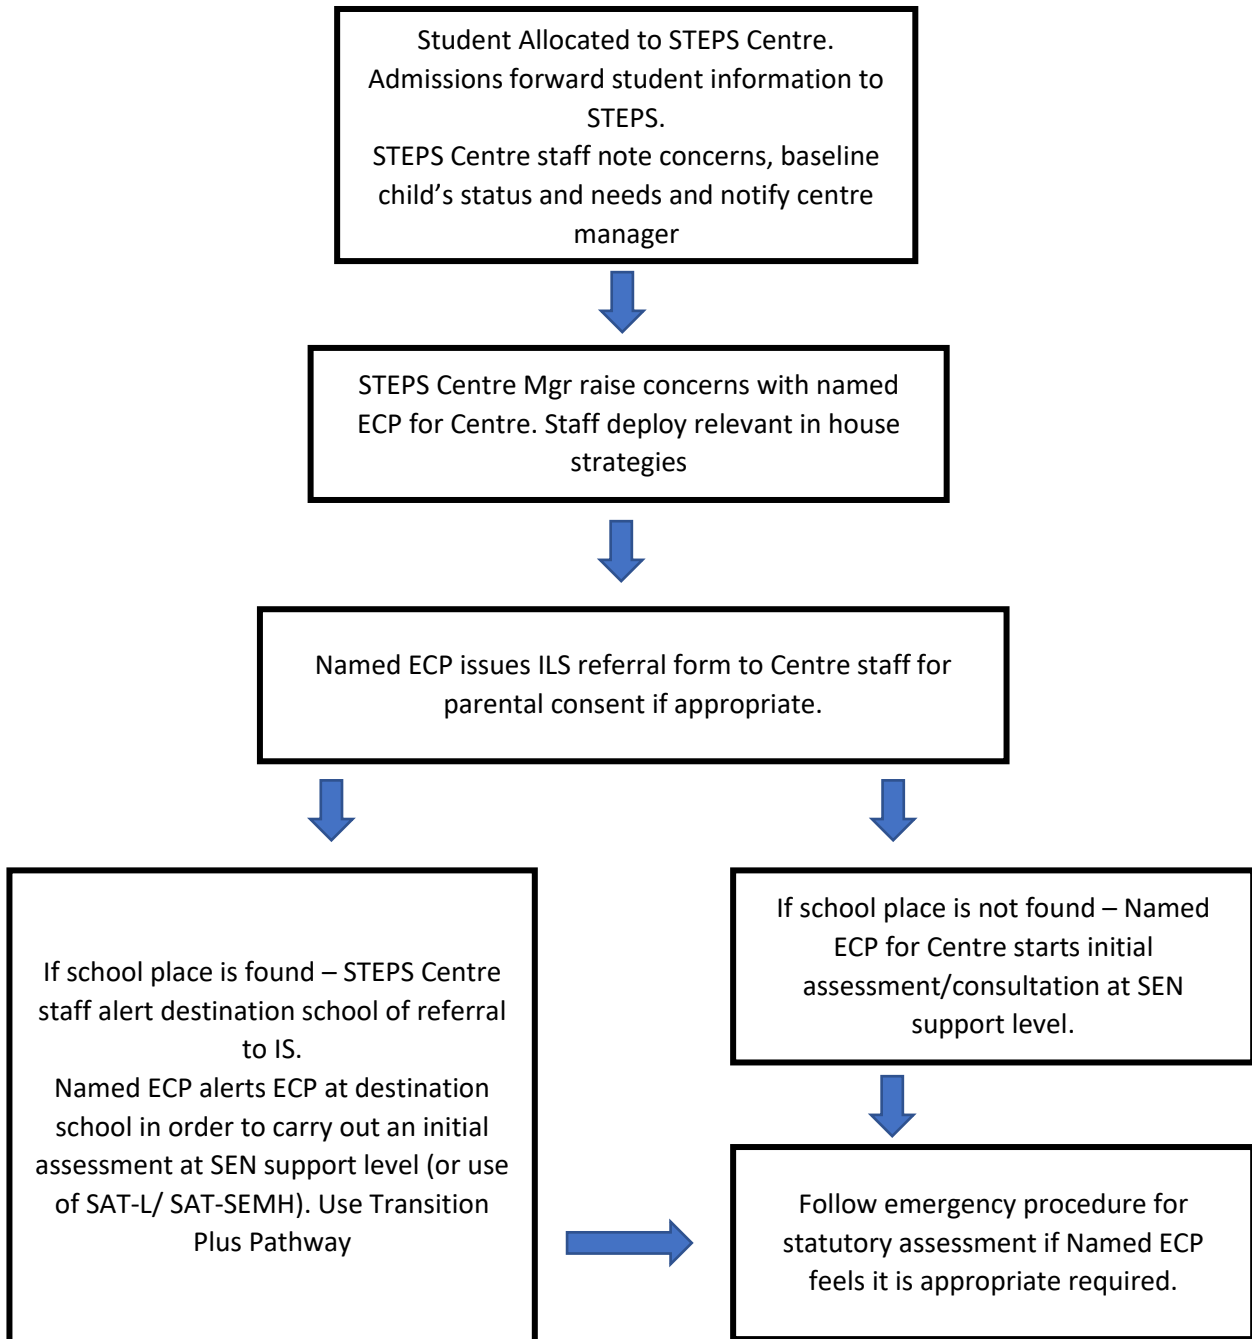 Student Allocated to STEPS Centre.
Admissions forward student information to
STEPS.
STEPS Centre staff note concerns, baseline
child’s status and needs and notify centre
manager
STEPS Centre Mgr raise concerns with named
ECP for Centre. Staff deploy relevant in house
strategies
Named ECP issues ILS referral form to Centre staff for
parental consent if appropriate.
If school place is found – STEPS Centre
staff alert destination school of referral
to IS.
Named ECP alerts ECP at destination
school in order to carry out an initial
assessment at SEN support level (or use
of SAT-L/ SAT-SEMH). Use Transition
Plus Pathway
If school place is not found – Named
ECP for Centre starts initial
assessment/consultation at SEN
support level.
Follow emergency procedure for
statutory assessment if Named ECP
feels it is appropriate required.